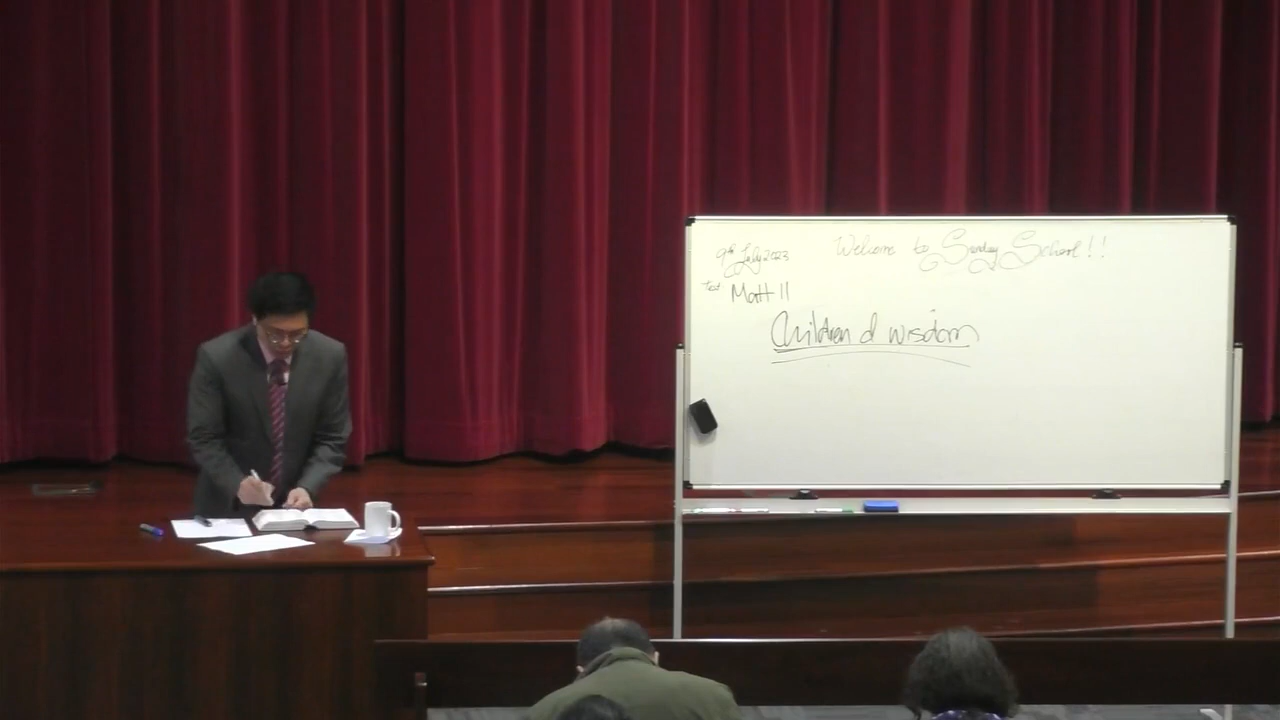 9th July 2023
Welcome to Sunday School!!
Text Matt 11
Children of wisdom